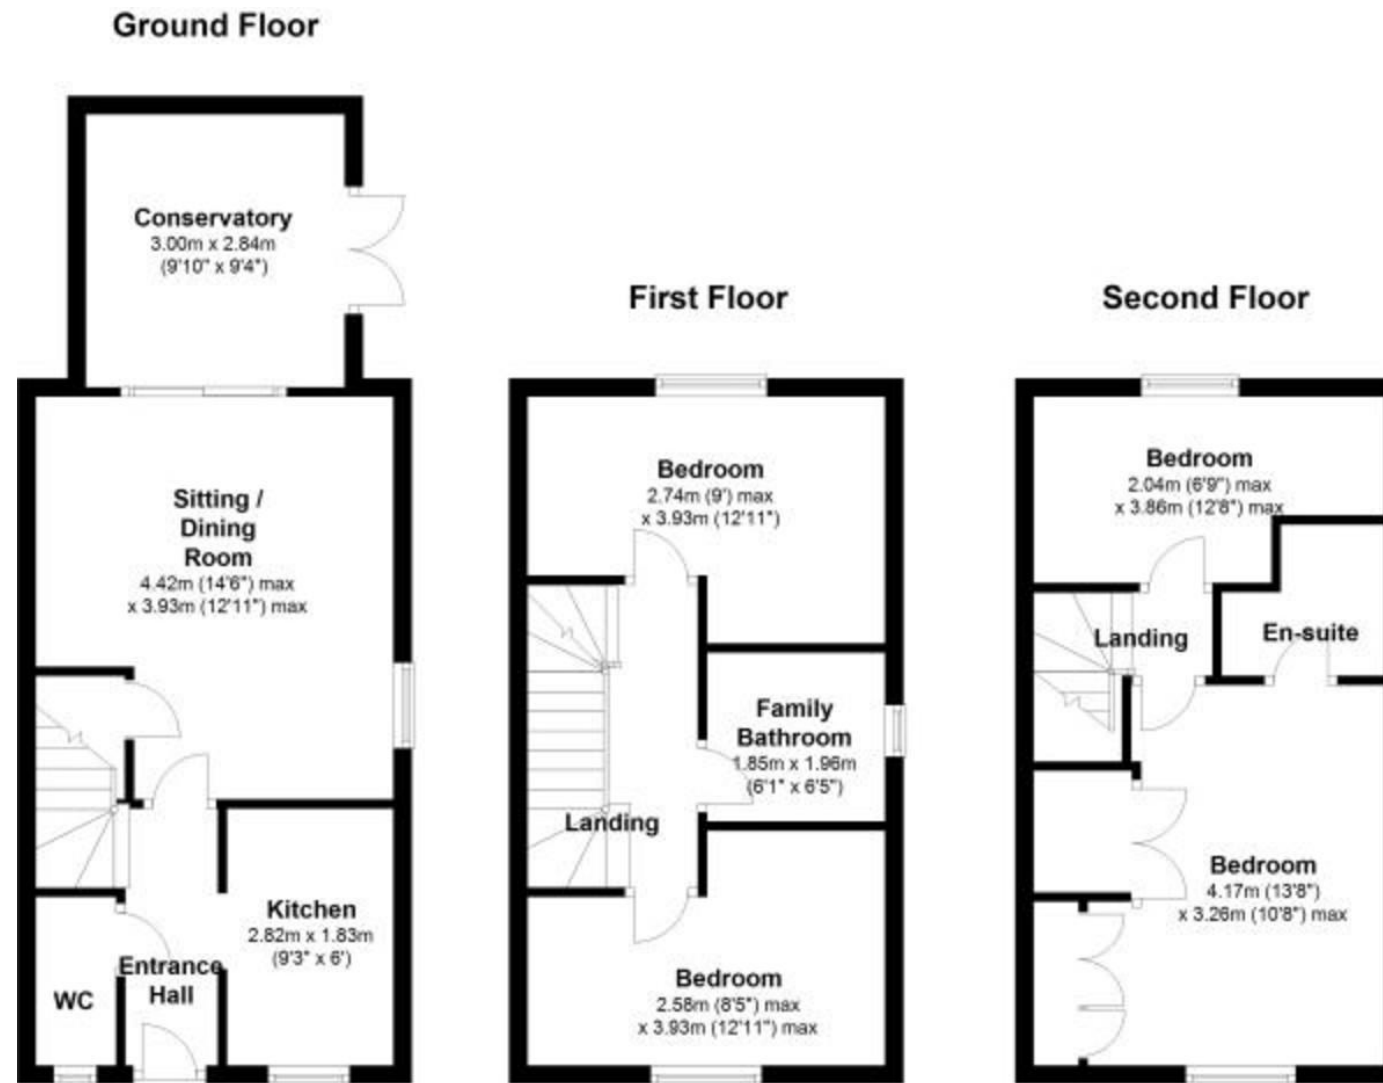 Ground Floor
Conservatory
3.00m x 2.84m
(9'10" x 9'4")
Sitting /
Dining
Room
4.42m (14'6") max
x 3.93m (12'11") max
Kitchen
2.82m x 1.83m
(9'3" x 6')
Entrance
Hall
WC
First Floor
Bedroom
2.74m (9') max
x 3.93m (12'11")
Family
Bathroom
1.85m x 1.96m
(6'1" x 6'5")
Landing
Bedroom
2.58m (8'5") max
x 3.93m (12'11") max
Second Floor
Bedroom
2.04m (6'9") max
x 3.86m (12'8") max
Landing
En-suite
Bedroom
4.17m (13'8")
x 3.26m (10'8") max